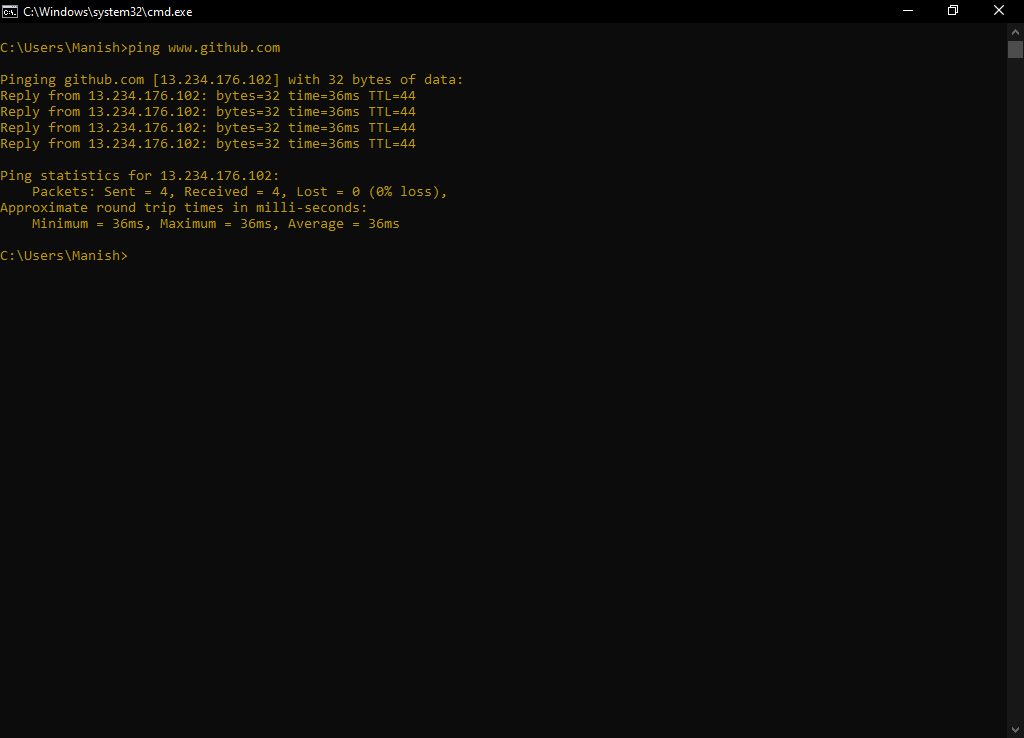 C:\Windows\system32\cmd.exe
C:\Users\Manish>ping www.github.com
Pinging github.com [13.234.176.102] with 32 bytes of data:
Reply from 13.234.176.102: bytes=32 time=36ms TTL=44
Reply from 13.234.176.102: bytes=32 time=36ms TTL=44
Reply from 13.234.176.102: bytes=32 time=36ms TTL=44
Reply from 13.234.176.102: bytes=32 time=36ms TTL=44
Ping statistics for 13.234.176.102:
    Packets: Sent = 4, Received = 4, Lost = 0 (0% loss),
Approximate round trip times in milli-seconds:
    Minimum = 36ms, Maximum = 36ms, Average = 36ms
C:\Users\Manish>